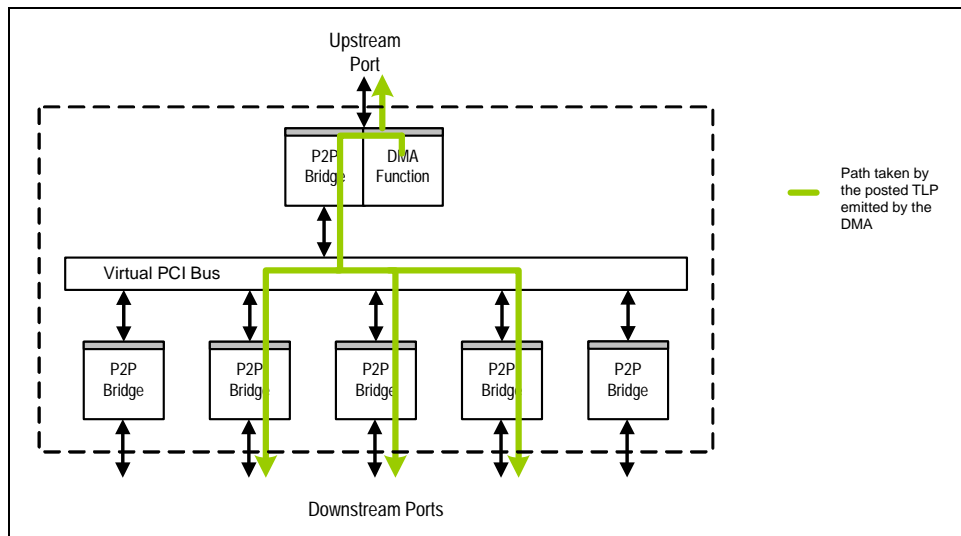 Upstream
Port
P2P
Bridge
DMA
Function
Path taken by
the posted TLP
emitted by the
DMA
Virtual PCI Bus
P2P
Bridge
P2P
Bridge
P2P
Bridge
P2P
Bridge
P2P
Bridge
Downstream Ports